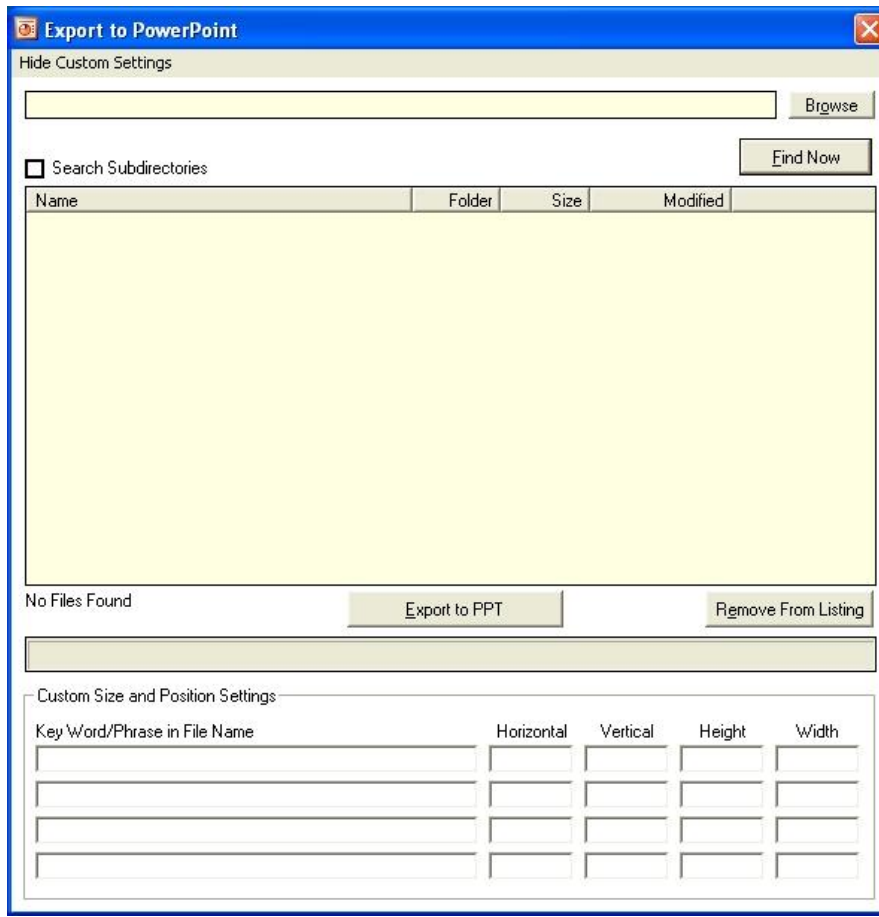 Export to PowerPoint
Hide Custom Settings
Browse
Search Subdirectories
Find Now
Name Folder Size Modified
No Files Found
Export to PPT
Remove From Listing
Custom Size and Position Settings
Key Word/Phrase in File Name Horizontal Vertical Height Width